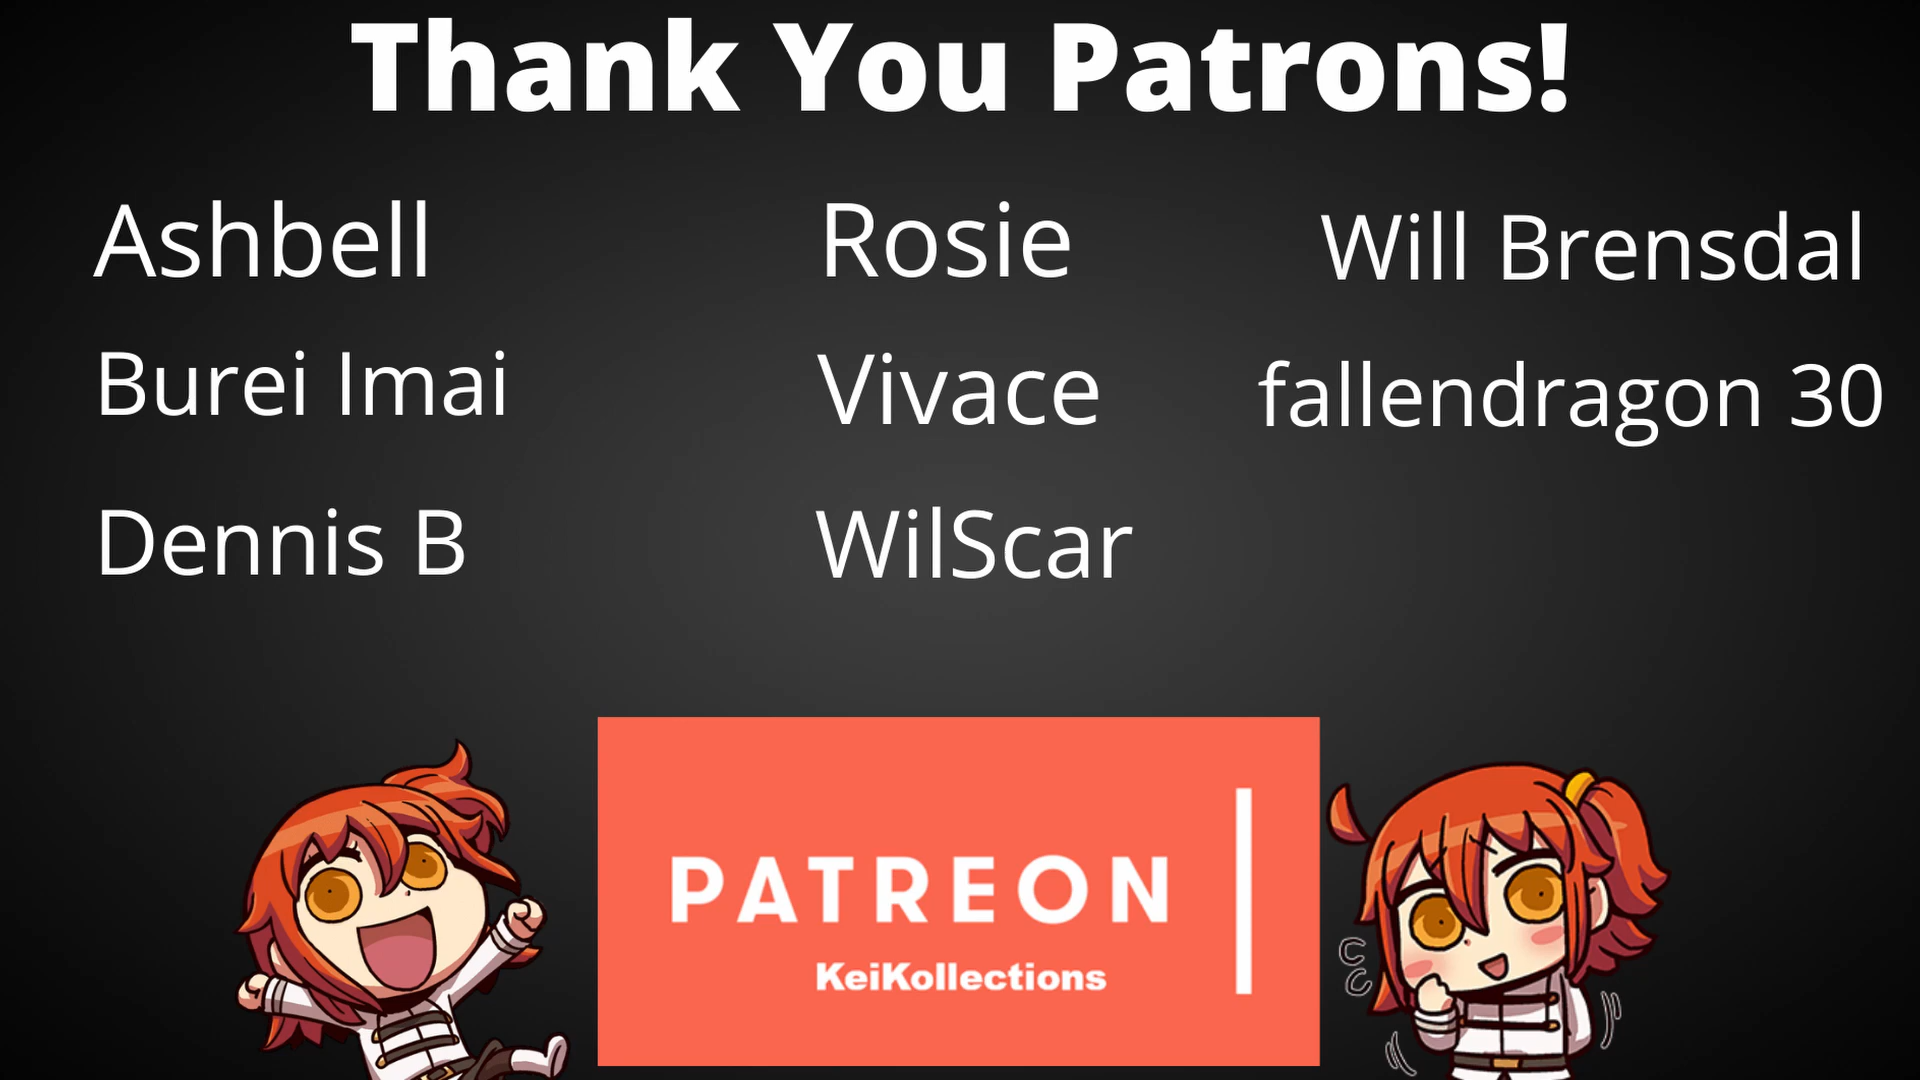 Thank You Patrons!
Ashbell
Rosie
Will Brensdal
Burei Imai
Vivace
fallendragon 30
Dennis B
WilScar
PATREON
KeiKollections